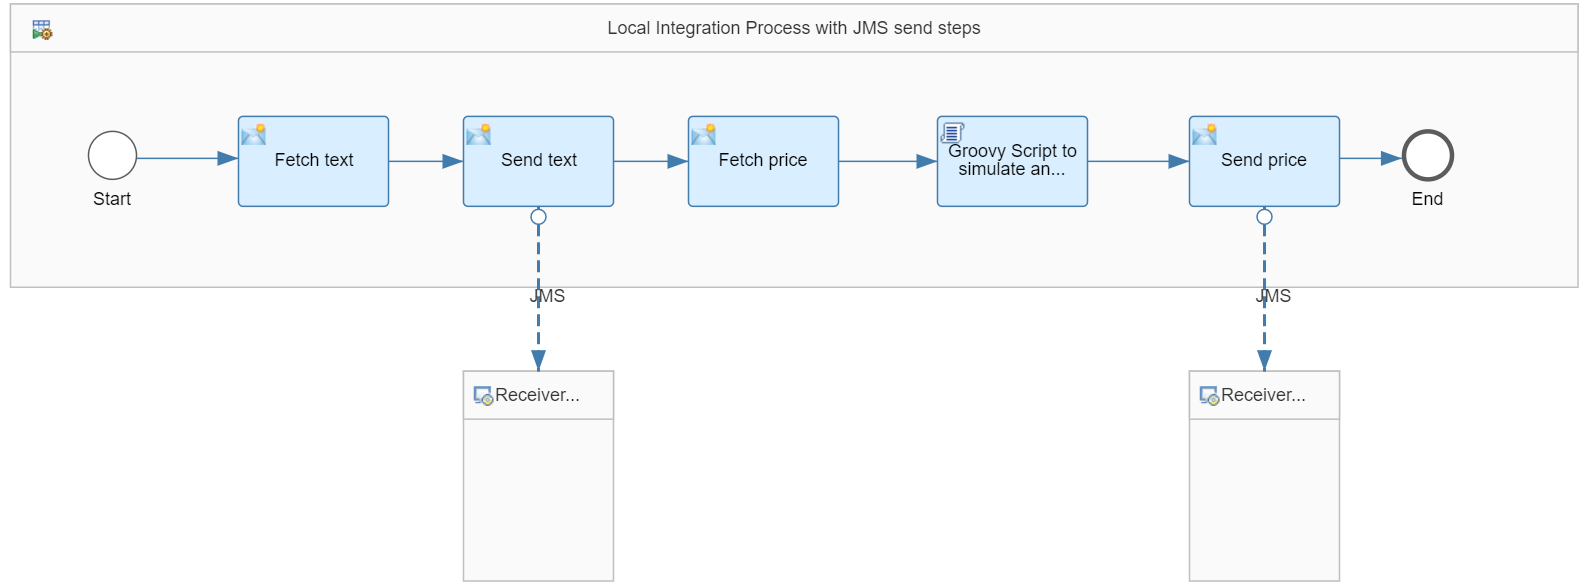 Local Integration Process with JMS send steps
Start
Fetch text
Send text
Fetch price
Groovy Script to
simulate an...
Send price
End
JMS
JMS
Receiver...
Receiver...